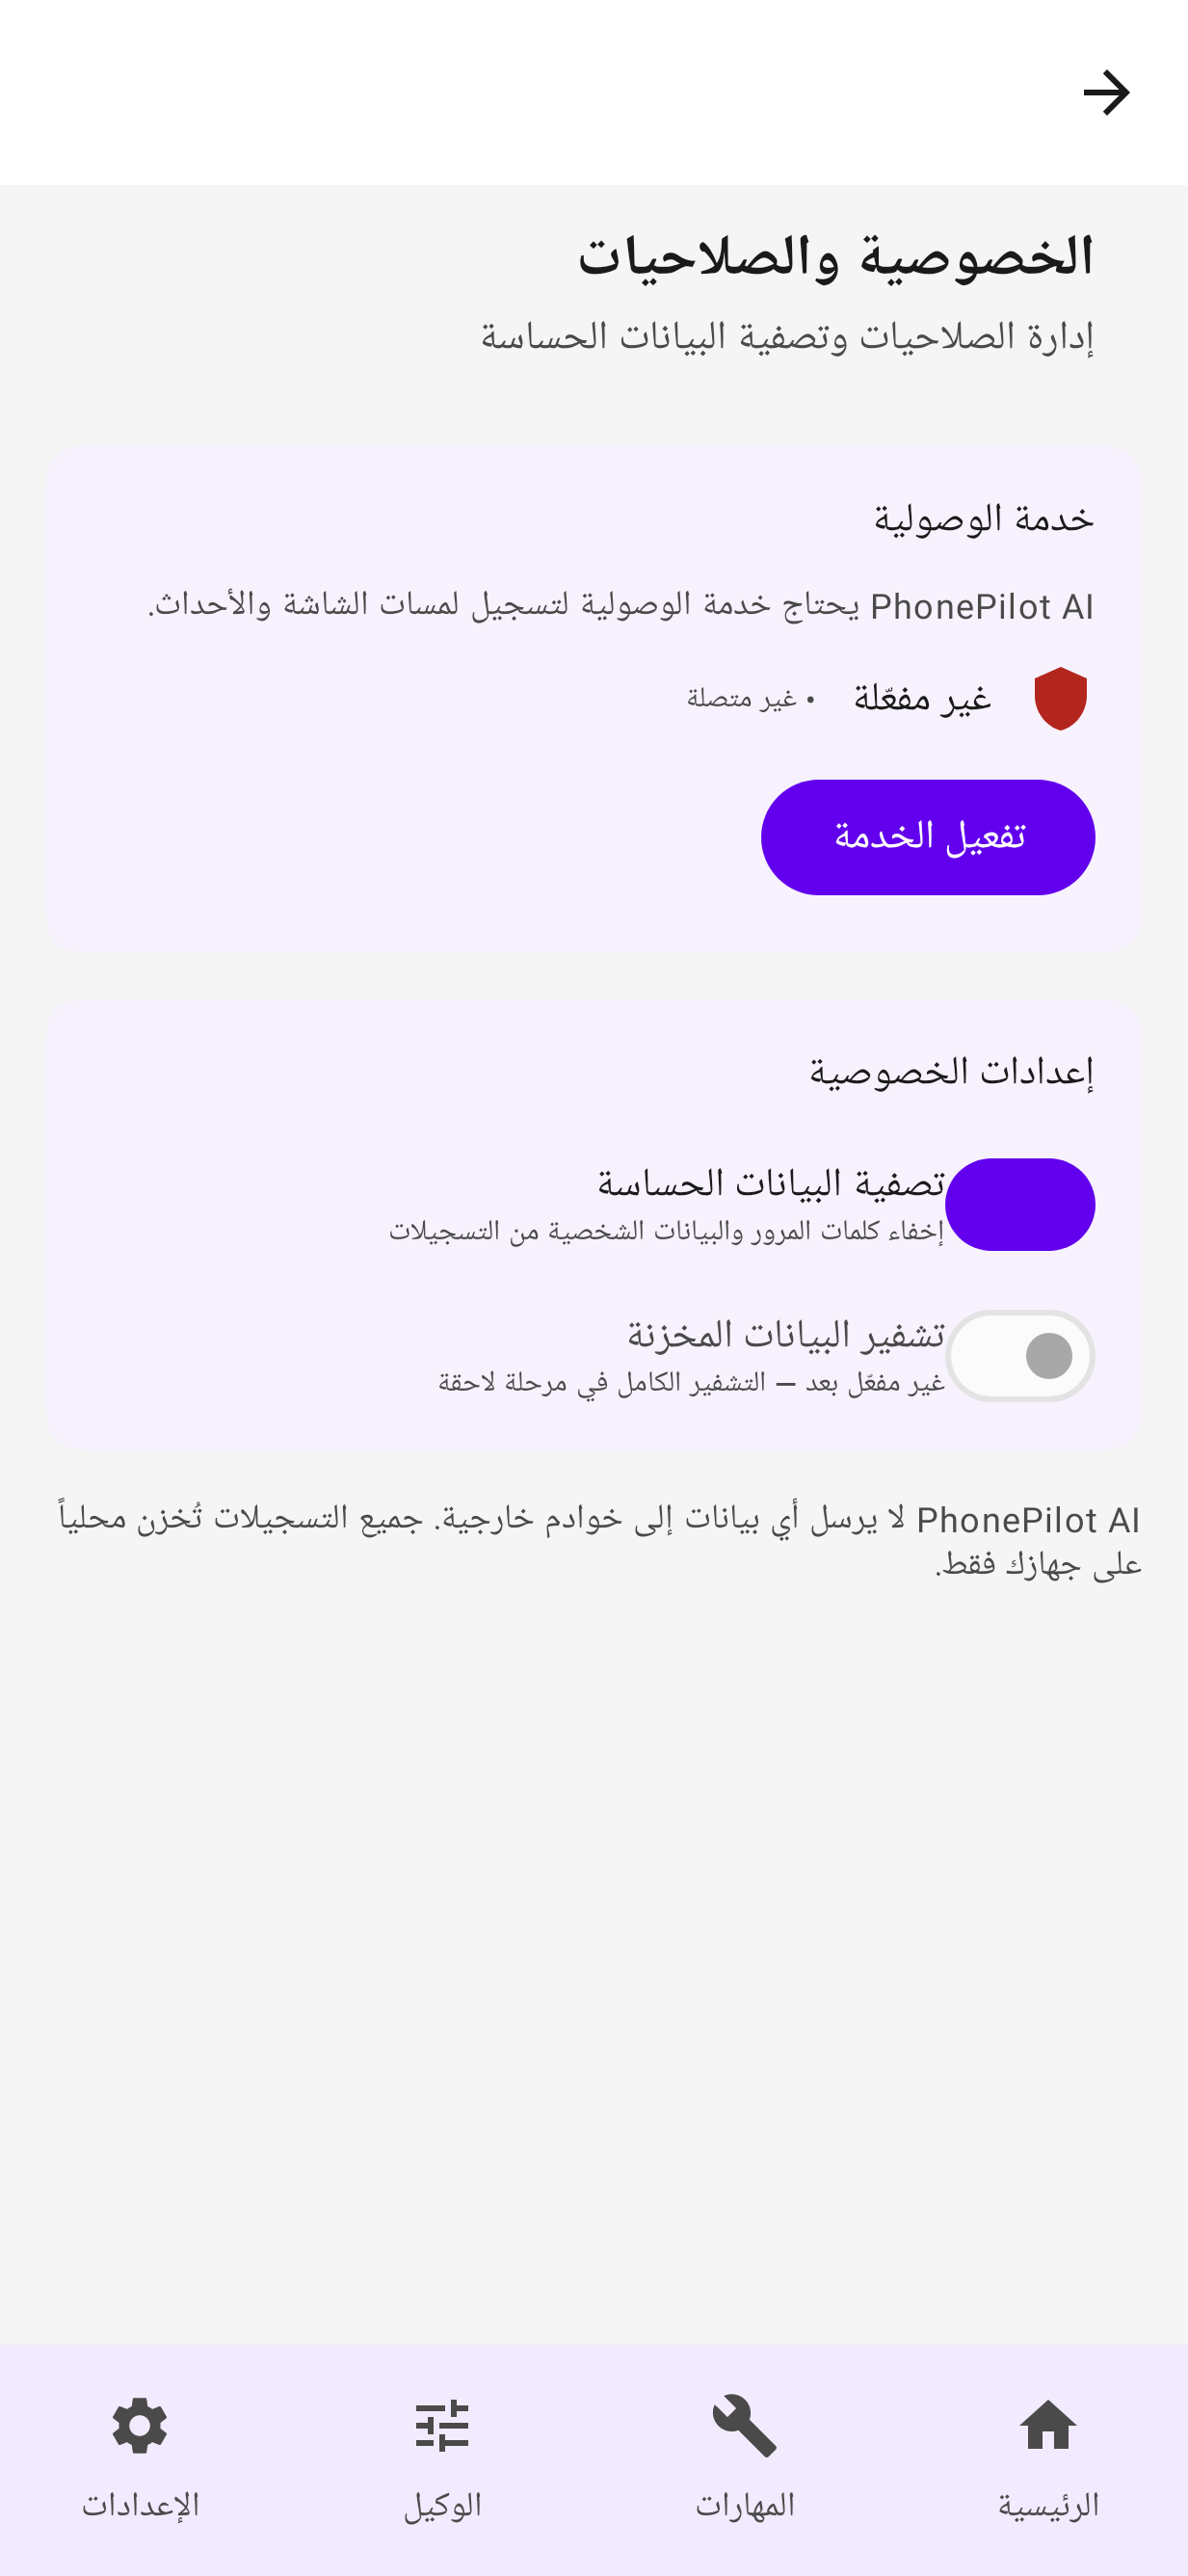 الخصوصية والصلاحيات
إدارة الصلاحيات وتصفية البيانات الحساسة
خدمة الوصولية
PhonePilot AI يحتاج خدمة الوصولية لتسجيل لمسات الشاشة والأحداث.
غير مفعّلة • غير متصلة
تفعيل الخدمة
إعدادات الخصوصية
تصفية البيانات الحساسة
إخفاء كلمات المرور والبيانات الشخصية من التسجيلات
تشفير البيانات المخزنة
غير مفعّل بعد — التشفير الكامل في مرحلة لاحقة
PhonePilot AI لا يرسل أي بيانات إلى خوادم خارجية. جميع التسجيلات تُخزن محلياً
على جهازك فقط.
الرئيسية
المهارات
الوكيل
الإعدادات